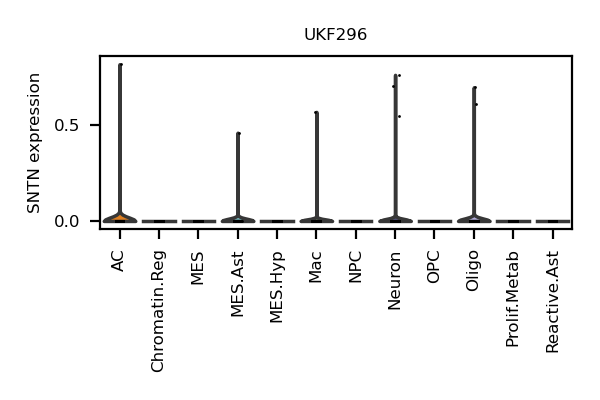 UKF296
SNTN expression
0.5
0.0
AC
Chromatin.Reg
MES
MES.Ast
MES.Hyp
Mac
NPC
Neuron
OPC
Oligo
Prolif.Metab
Reactive.Ast